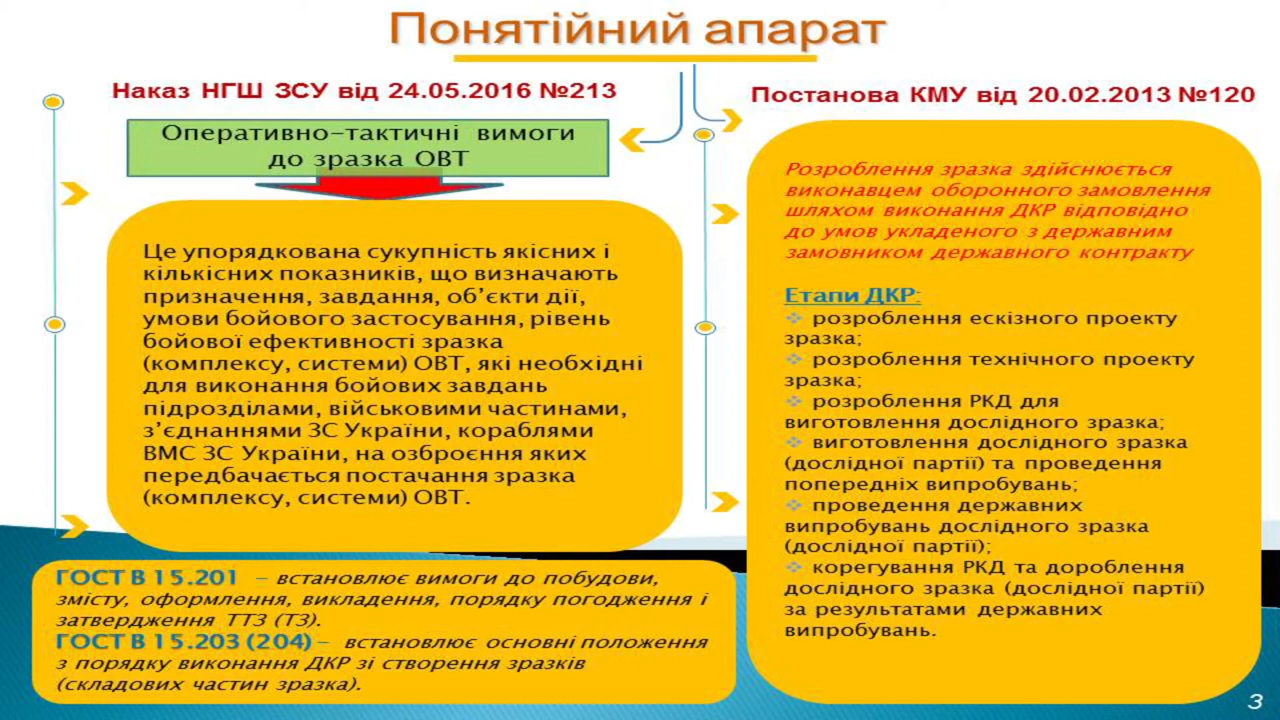 Понятійний апарат
Наказ НГШ ЗСУ від 24.05.2016 №213
Оперативно-тактичні вимоги
до зразка ОВТ
Це упорядкована сукупність якісних і
кількісних показників, що визначають
призначення, завдання, об’єкти дії,
умови бойового застосування, рівень
бойової ефективності зразка
(комплексу, системи) ОВТ, які необхідні
для виконання бойових завдань
підрозділами, військовими частинами,
з’єднаннями ЗС України, кораблями
ВМС ЗС України, на озброєння яких
передбачається постачання зразка
(комплексу, системи) ОВТ.
ГОСТ В 15.201 – встановлює вимоги до побудови,
змісту, оформлення, викладення, порядку погодження і
затвердження ТТЗ (ТЗ).
ГОСТ В 15.203 (204) – встановлює основні положення
з порядку виконання ДКР зі створення зразків
(складових частин зразка).
Постанова КМУ від 20.02.2013 №120
Розроблення зразка здійснюється
виконавцем оборонного замовлення
шляхом виконання ДКР відповідно
до умов укладеного з державним
замовником державного контракту
Етапи ДКР:
❖ розроблення ескізного проекту
зразка;
❖ розроблення технічного проекту
зразка;
❖ розроблення РКД для
виготовлення дослідного зразка;
❖ виготовлення дослідного зразка
(дослідної партії) та проведення
попередніх випробувань;
❖ проведення державних
випробувань дослідного зразка
(дослідної партії);
❖ корегування РКД та дороблення
дослідного зразка (дослідної партії)
за результатами державних
випробувань.
3